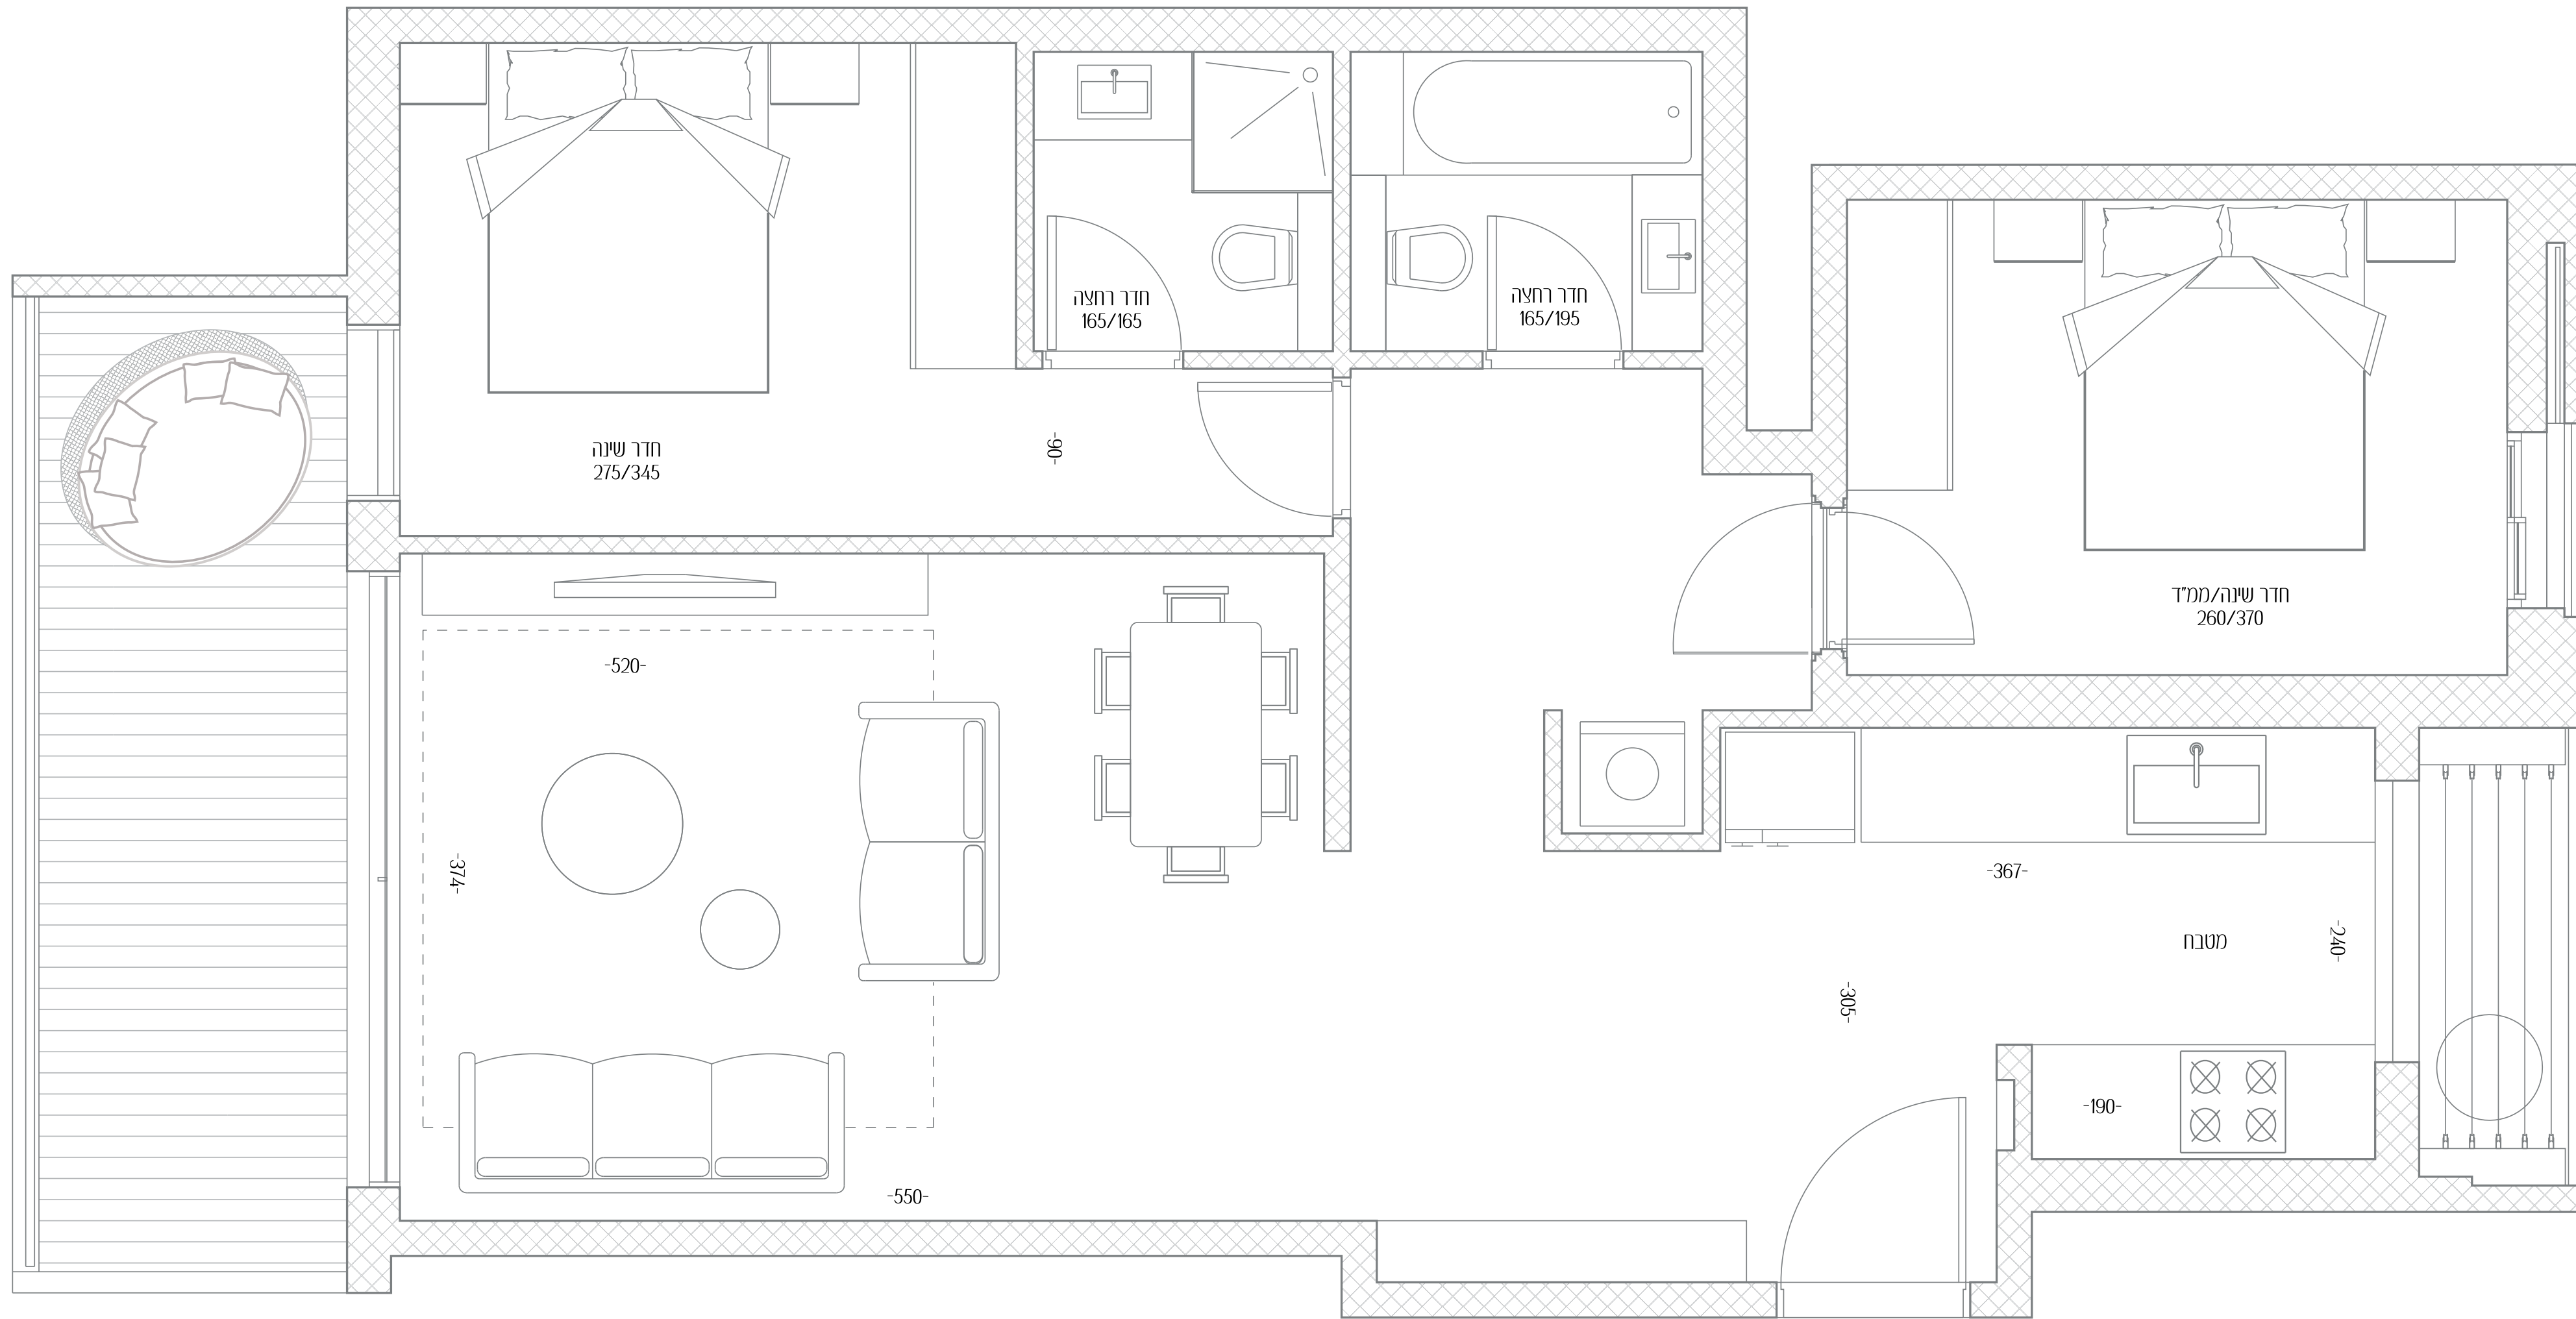 חדר רחצה
165/165
חדר רחצה
165/195
חדר שינה
275/345
-90-
חדר שינה/ממ"ד
260/370
-520-
-374-
-367-
מטבח
-240-
-305-
-190-
-550-